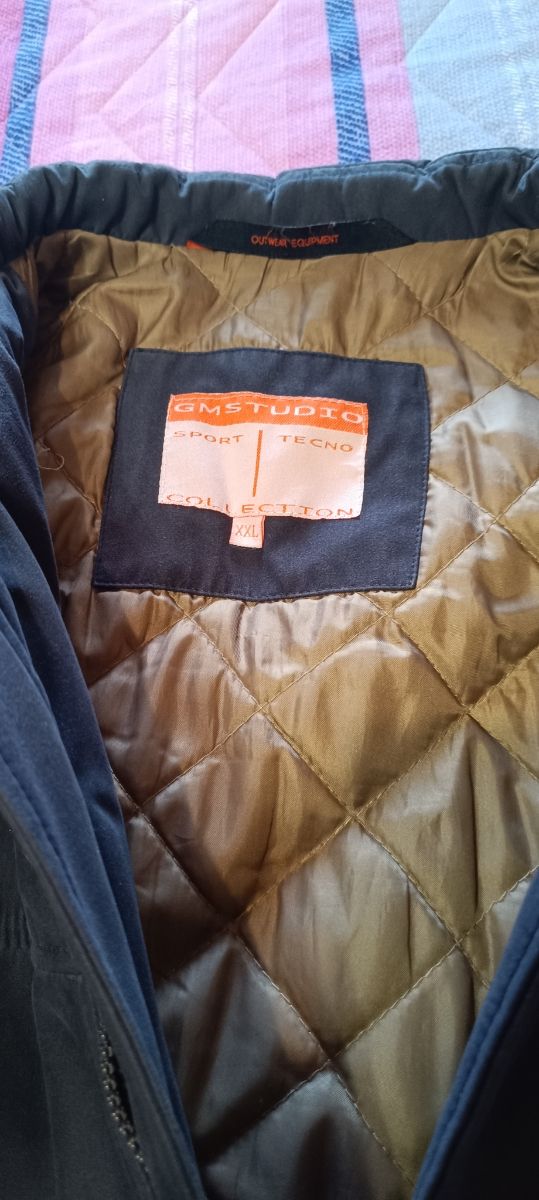 OUTWEAR EQUIPMENT
GMSTUDIO
SPORT | TECNO
COLLECTION
XXL